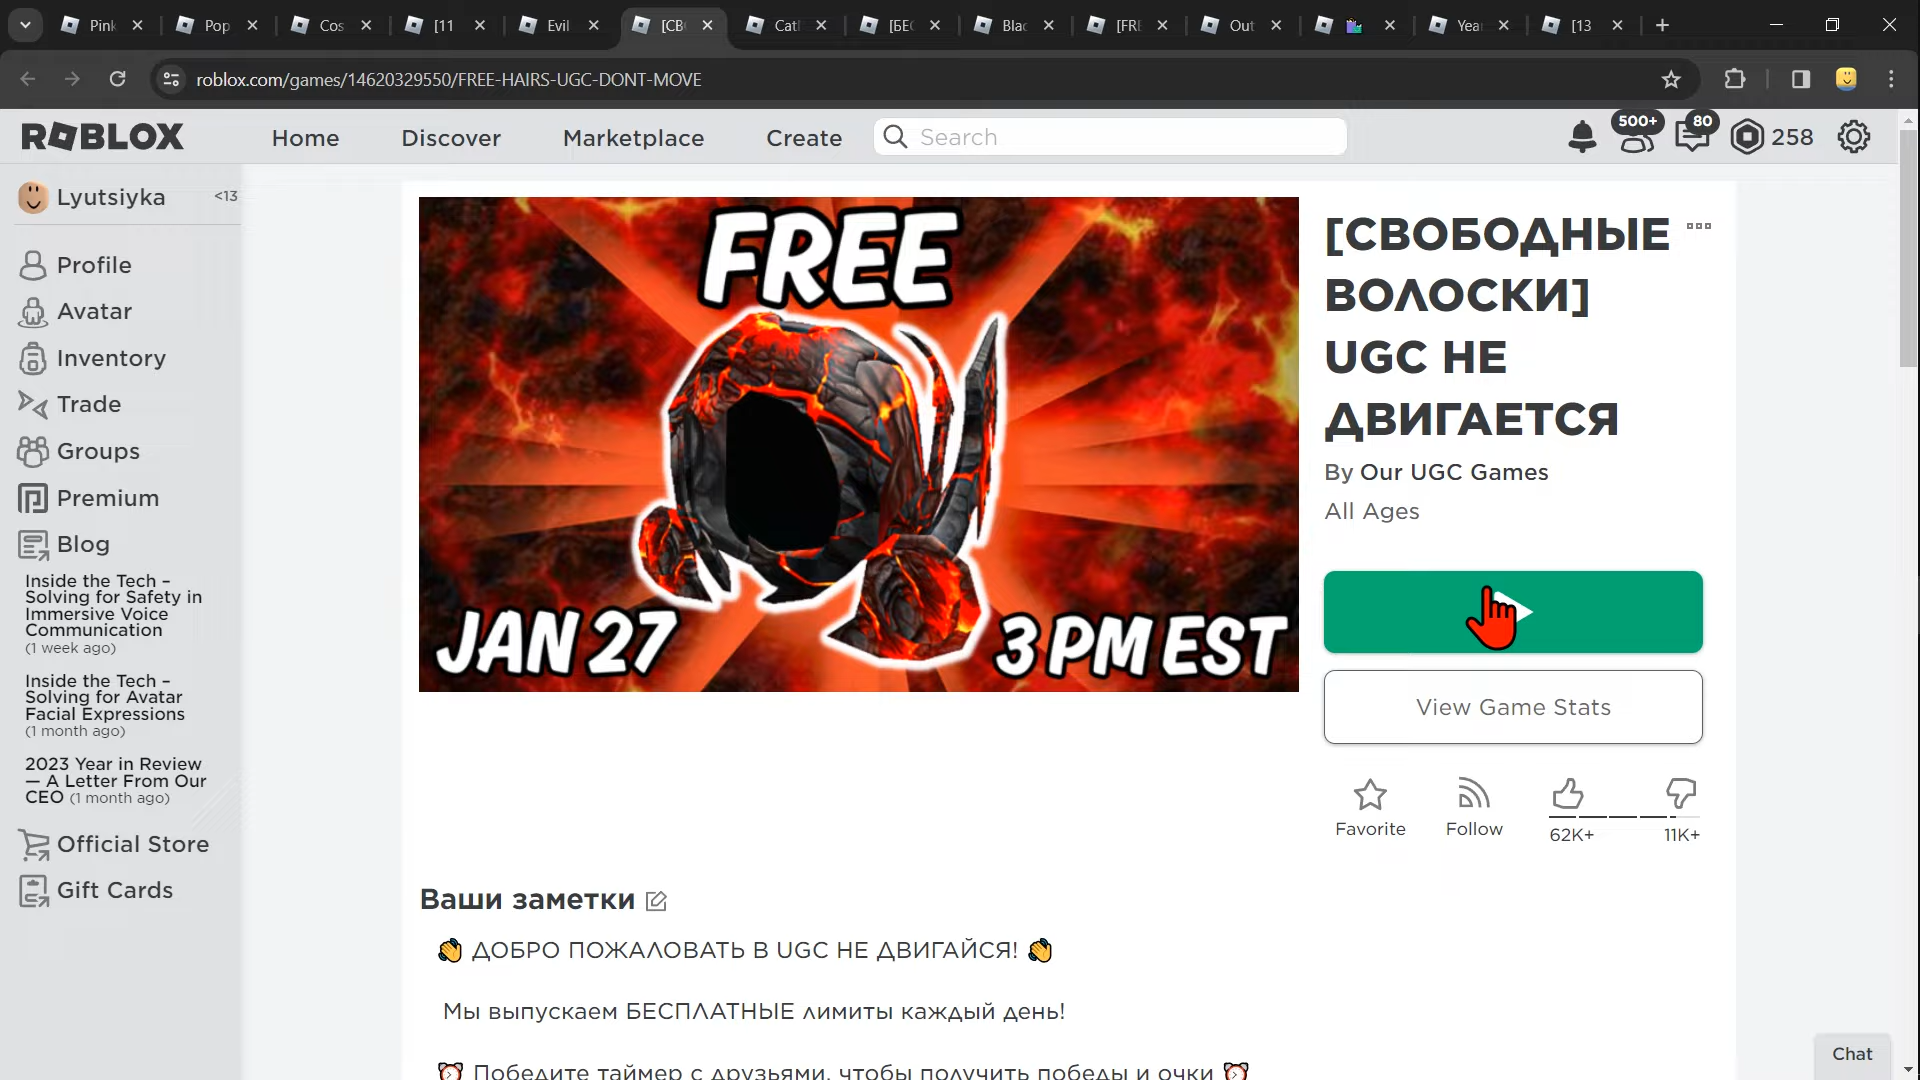 Pink
Pop
Cos
[11
Evil
[СВ
Cat
[БЕС
Blac
[FRE
Out
Yea
[13
roblox.com/games/14620329550/FREE-HAIRS-UGC-DONT-MOVE
ROBLOX
Home
Discover
Marketplace
Create
Search
500+
80
258
Lyutsiyka
<13
Profile
Avatar
Inventory
Trade
Groups
Premium
Blog
Inside the Tech –
Solving for Safety in
Immersive Voice
Communication
(1 week ago)
Inside the Tech –
Solving for Avatar
Facial Expressions
(1 month ago)
2023 Year in Review
— A Letter From Our
CEO (1 month ago)
Official Store
Gift Cards
FREE
JAN 27
3 PM EST
[СВОБОДНЫЕ
ВОЛОСКИ]
UGC НЕ
ДВИГАЕТСЯ
By Our UGC Games
All Ages
View Game Stats
Favorite
Follow
62K+
11K+
Ваши заметки
👏 ДОБРО ПОЖАЛОВАТЬ В UGC НЕ ДВИГАЙСЯ! 👏
Мы выпускаем БЕСПЛАТНЫЕ лимиты каждый день!
⏰ Победите таймер с друзьями, чтобы получить победы и очки ⏰
Chat